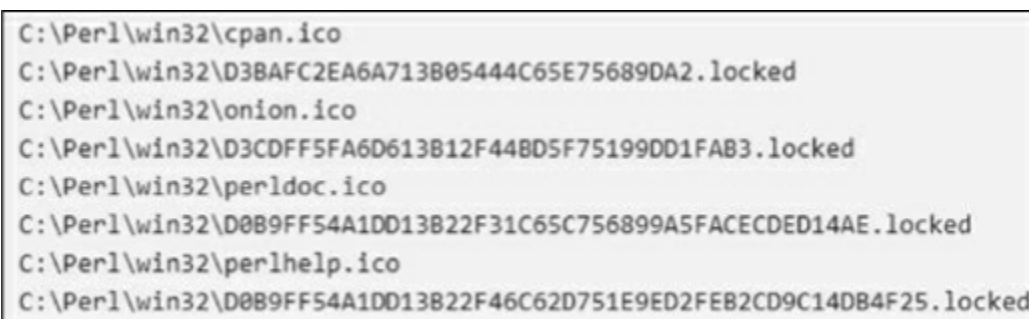 C:\Perl\win32\cpan.ico
C:\Perl\win32\D3BAFC2EA6A713B05444C65E75689DA2.locked
C:\Perl\win32\onion.ico
C:\Perl\win32\D3CDFF5FA6D613B12F44BD5F75199DD1FAB3.locked
C:\Perl\win32\perldoc.ico
C:\Perl\win32\D0B9FF54A1DD13B22F31C65C756899A5FACECDED14AE.locked
C:\Perl\win32\perlhelp.ico
C:\Perl\win32\D0B9FF54A1DD13B22F46C62D751E9ED2FEB2CD9C14DB4F25.locked